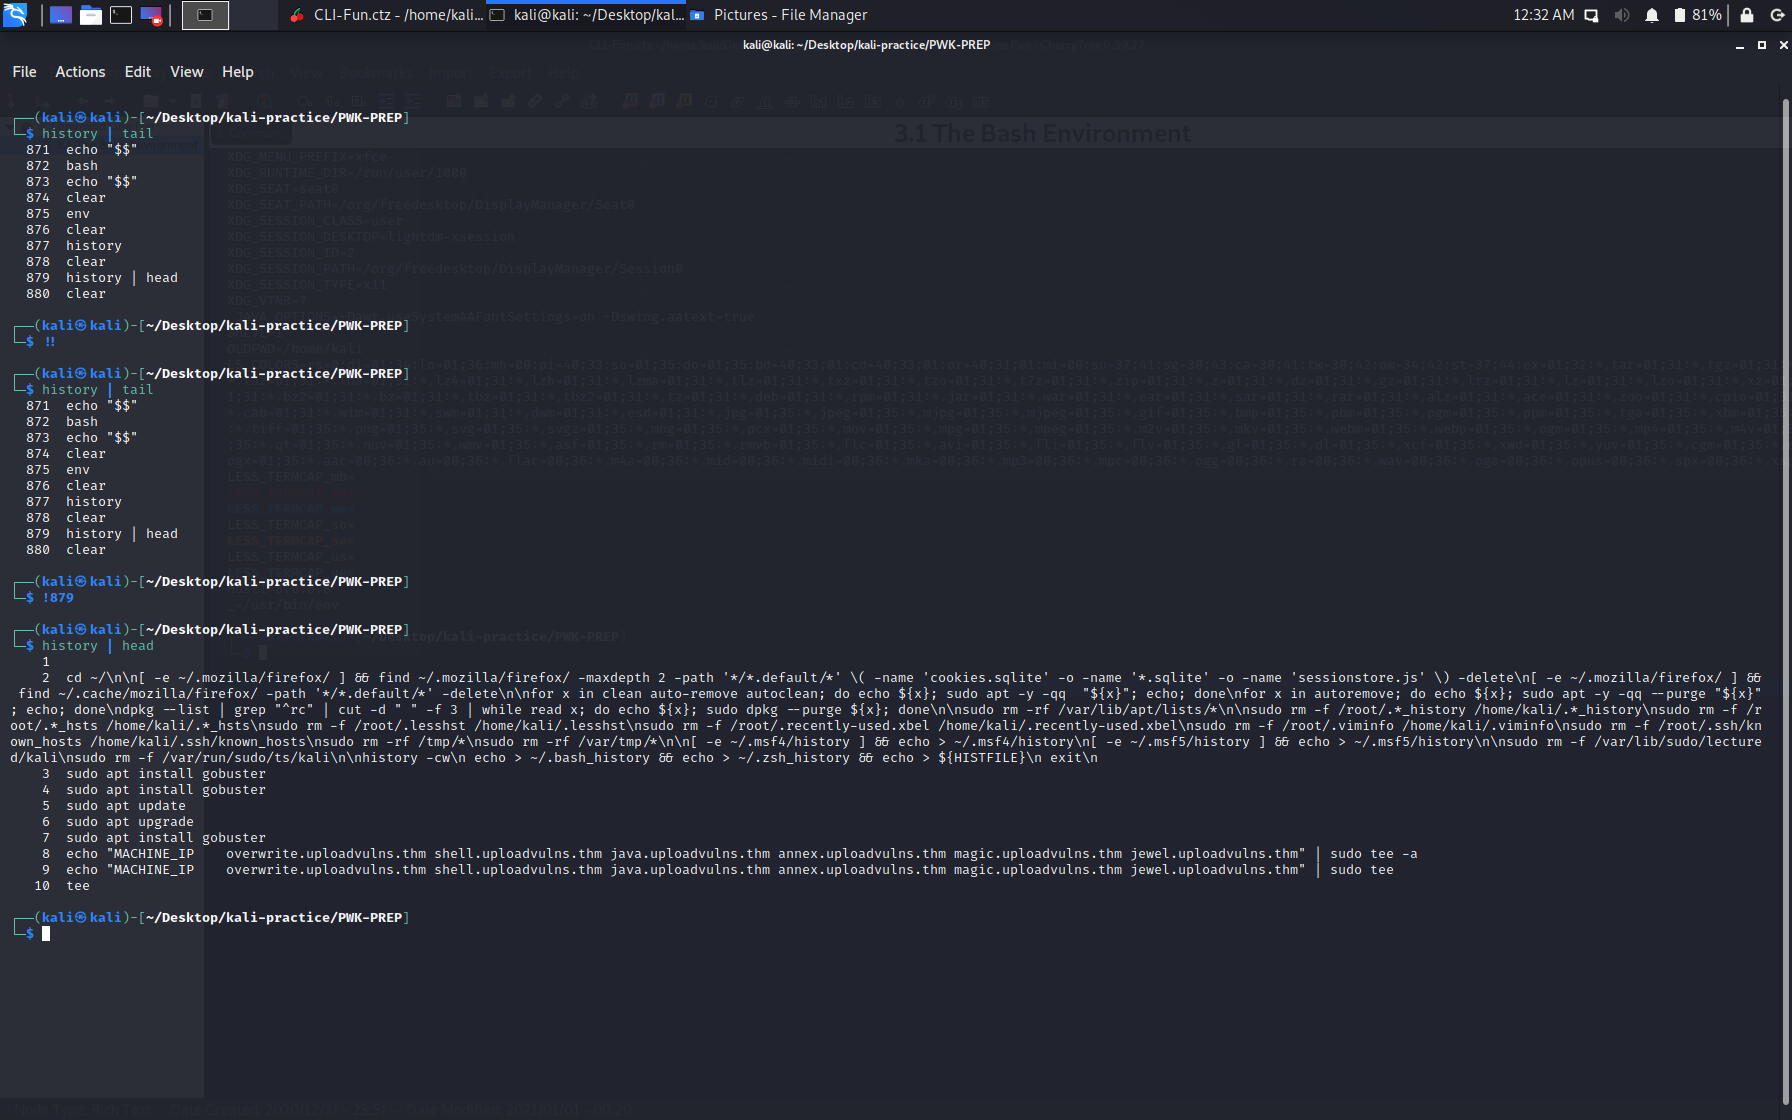 CLI-Fun.ctz - /home/kali...
kali@kali: ~/Desktop/kal...
Pictures - File Manager
12:32 AM
81%
kali@kali: ~/Desktop/kali-practice/PWK-PREP
File Actions Edit View Help
3.1 The Bash Environment
┌──(kali㉿kali)-[~/Desktop/kali-practice/PWK-PREP]
└─$ history | tail
871 echo "$$"
872 bash
873 echo "$$"
874 clear
875 env
876 clear
877 history
878 clear
879 history | head
880 clear
┌──(kali㉿kali)-[~/Desktop/kali-practice/PWK-PREP]
└─$ !!
┌──(kali㉿kali)-[~/Desktop/kali-practice/PWK-PREP]
└─$ history | tail
871 echo "$$"
872 bash
873 echo "$$"
874 clear
875 env
876 clear
877 history
878 clear
879 history | head
880 clear
┌──(kali㉿kali)-[~/Desktop/kali-practice/PWK-PREP]
└─$ !879
┌──(kali㉿kali)-[~/Desktop/kali-practice/PWK-PREP]
└─$ history | head
1
2 cd ~/\n\n[ -e ~/.mozilla/firefox/ ] && find ~/.mozilla/firefox/ -maxdepth 2 -path '*/*.default/*' \( -name 'cookies.sqlite' -o -name '*.sqlite' -o -name 'sessionstore.js' \) -delete\n[ -e ~/.mozilla/firefox/ ] &&
find ~/.cache/mozilla/firefox/ -path '*/*.default/*' -delete\n\nfor x in clean auto-remove autoclean; do echo ${x}; sudo apt -y -qq  "${x}"; echo; done\nfor x in autoremove; do echo ${x}; sudo apt -y -qq --purge "${x}"
; echo; done\ndpkg --list | grep "^rc" | cut -d " " -f 3 | while read x; do echo ${x}; sudo dpkg --purge ${x}; done\n\nsudo rm -rf /var/lib/apt/lists/*\n\nsudo rm -f /root/.*_history /home/kali/.*_history\nsudo rm -f /r
oot/.*_hsts /home/kali/.*_hsts\nsudo rm -f /root/.lesshst /home/kali/.lesshst\nsudo rm -f /root/.recently-used.xbel /home/kali/.recently-used.xbel\nsudo rm -f /root/.viminfo /home/kali/.viminfo\nsudo rm -f /root/.ssh/kn
own_hosts /home/kali/.ssh/known_hosts\nsudo rm -rf /tmp/*\nsudo rm -rf /var/tmp/*\n\n[ -e ~/.msf4/history ] && echo > ~/.msf4/history\n[ -e ~/.msf5/history ] && echo > ~/.msf5/history\n\nsudo rm -f /var/lib/sudo/lecture
d/kali\nsudo rm -f /var/run/sudo/ts/kali\n\nhistory -cw\n echo > ~/.bash_history && echo > ~/.zsh_history && echo > ${HISTFILE}\n exit\n
3 sudo apt install gobuster
4 sudo apt install gobuster
5 sudo apt update
6 sudo apt upgrade
7 sudo apt install gobuster
8 echo "MACHINE_IP    overwrite.uploadvulns.thm shell.uploadvulns.thm java.uploadvulns.thm annex.uploadvulns.thm magic.uploadvulns.thm jewel.uploadvulns.thm" | sudo tee -a
9 echo "MACHINE_IP    overwrite.uploadvulns.thm shell.uploadvulns.thm java.uploadvulns.thm annex.uploadvulns.thm magic.uploadvulns.thm jewel.uploadvulns.thm" | sudo tee
10 tee
┌──(kali㉿kali)-[~/Desktop/kali-practice/PWK-PREP]
└─$